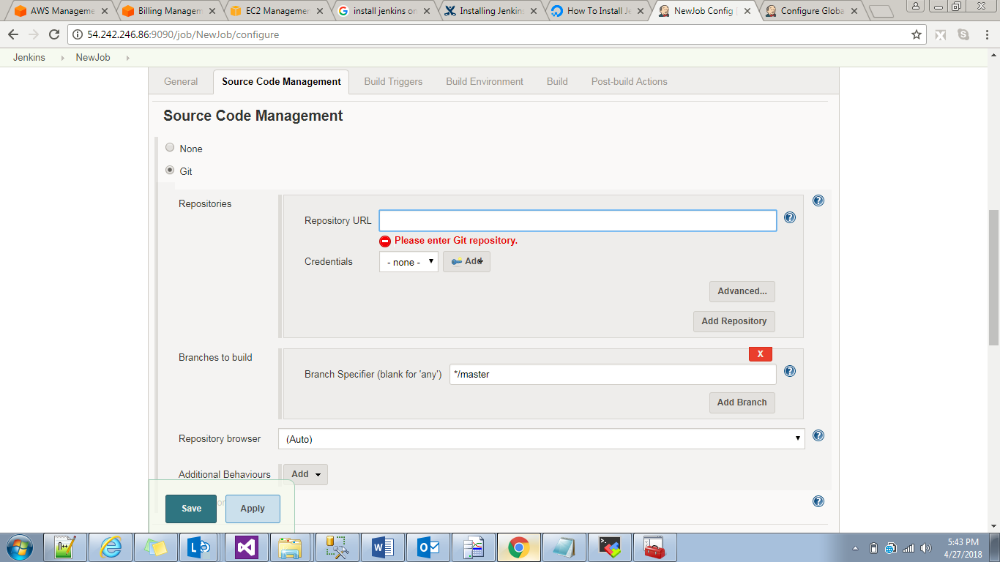 AWS Manageme
Billing Managem
EC2 Managemer
install jenkins on
Installing Jenkin
How To Install Je
NewJob Config
Configure Globa
54.242.246.86:9090/job/NewJob/configure
Jenkins
NewJob
General
Source Code Management
Build Triggers
Build Environment
Build
Post-build Actions
Source Code Management
None
Git
Repositories
Repository URL
Please enter Git repository.
Credentials
- none -
Add
Advanced...
Add Repository
Branches to build
X
Branch Specifier (blank for 'any')
*/master
Add Branch
Repository browser
(Auto)
Additional Behaviours
Add
Save
Apply
5:43 PM
4/27/2018